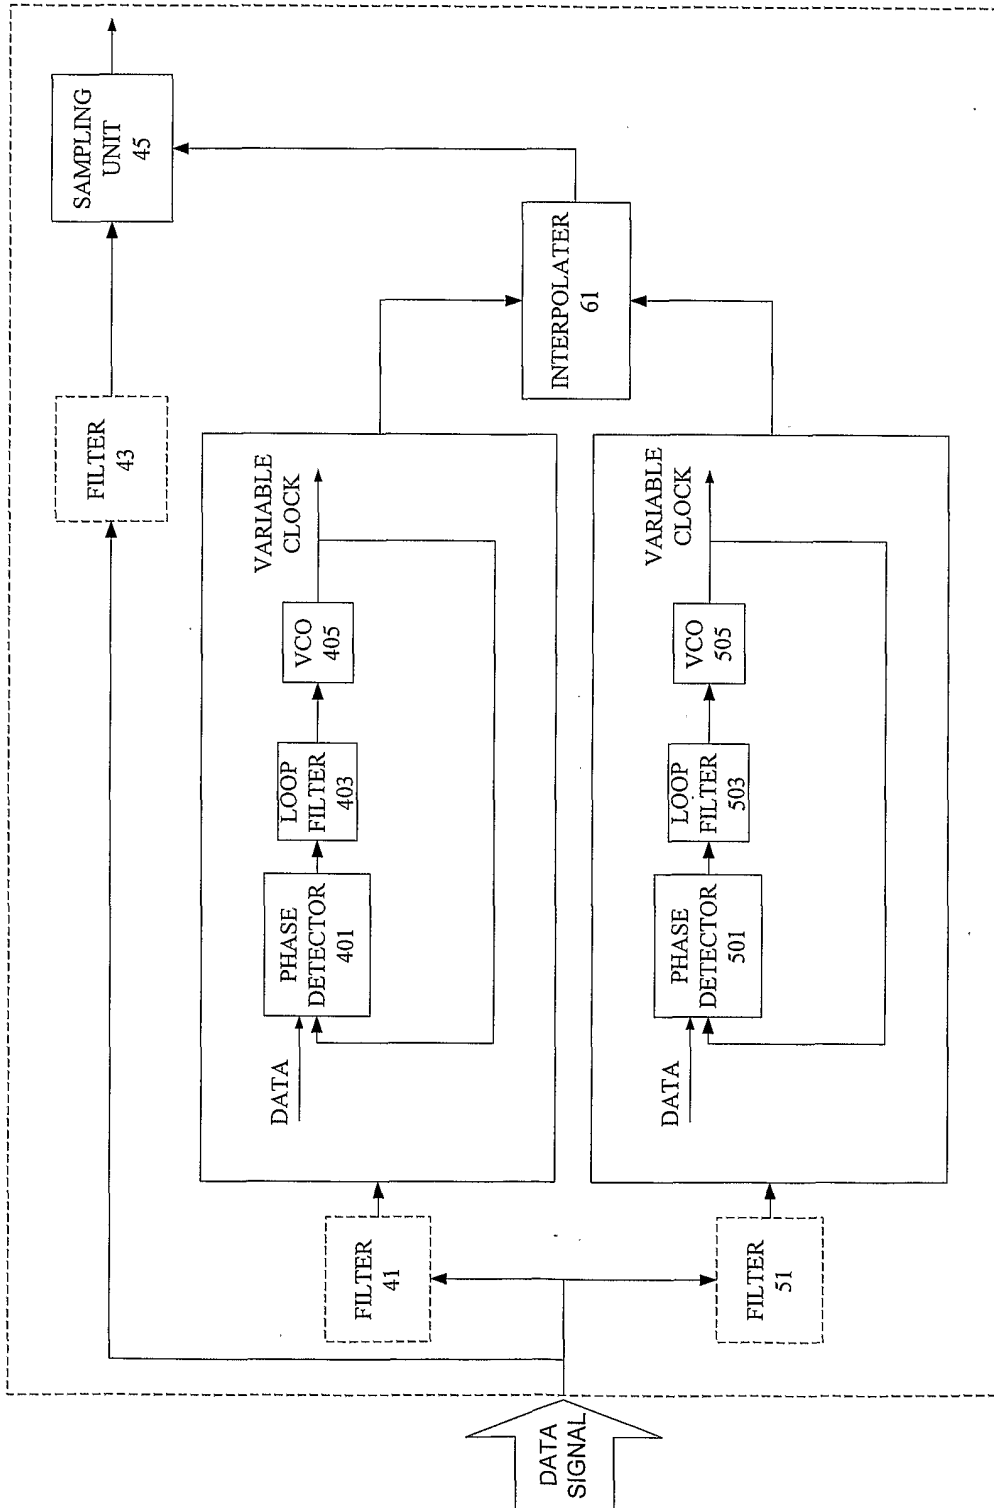 DATA
SIGNAL
FILTER
41
FILTER
51
DATA
PHASE
DETECTOR
401
LOOP
FILTER
403
VCO
405
VARIABLE
CLOCK
DATA
PHASE
DETECTOR
501
LOOP
FILTER
503
VCO
505
VARIABLE
CLOCK
FILTER
43
INTERPOLATER
61
SAMPLING
UNIT
45